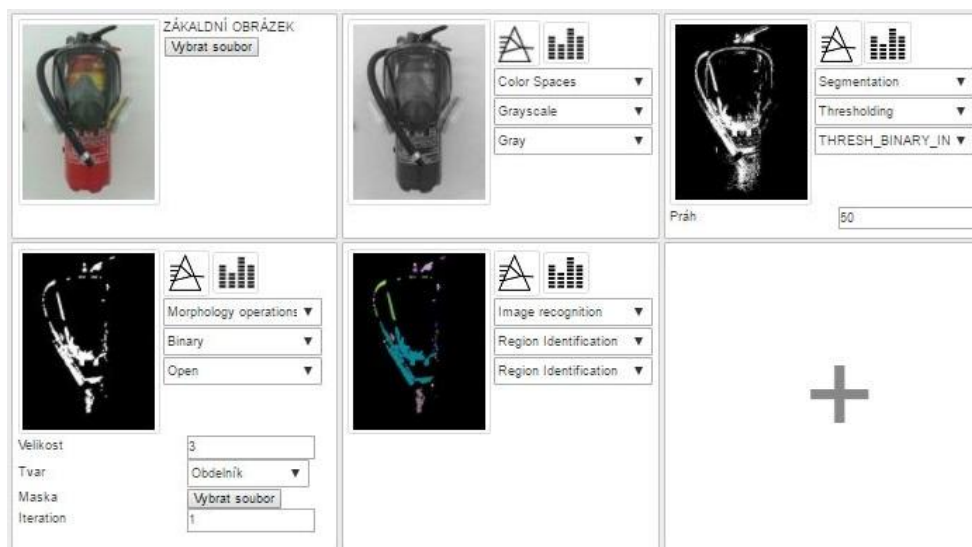 ZÁKALDNÍ OBRÁZEK
Vybrat soubor
Color Spaces
Grayscale
Gray
Segmentation
Thresholding
THRESH_BINARY_IN
Práh
50
Morphology operations
Binary
Open
Velikost
3
Tvar
Obdelník
Maska
Vybrat soubor
Iteration
1
Image recognition
Region Identification
Region Identification